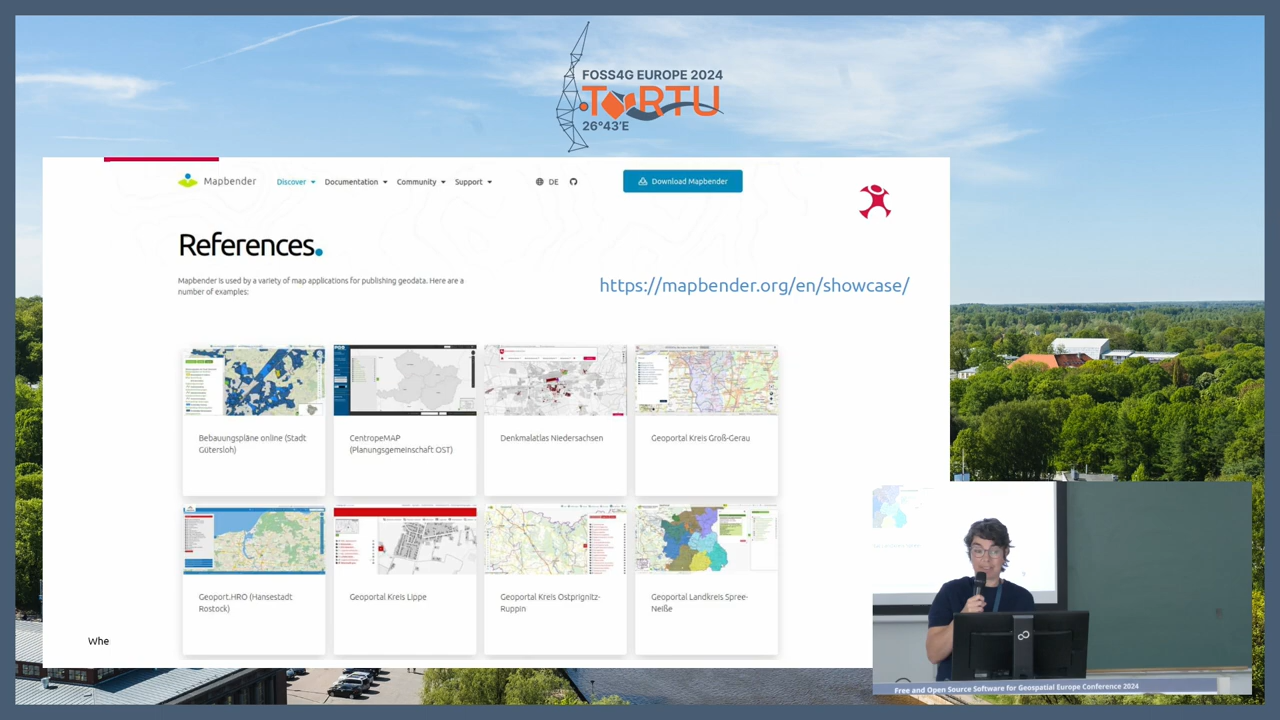 FOSS4G EUROPE 2024
TORTU
26°43'E
Mapbender
Discover
Documentation
Community
Support
DE
Download Mapbender
References.
Mapbender is used by a variety of map applications for publishing geodata. Here are a
number of examples:
https://mapbender.org/en/showcase/
Bebauungspläne online (Stadt
Gütersloh)
CentropeMAP
(Planungsgemeinschaft OST)
Denkmalatlas Niedersachsen
Geoportal Kreis Groß-Gerau
Geoport.HRO (Hansestadt
Rostock)
Geoportal Kreis Lippe
Geoportal Kreis Ostprignitz-
Ruppin
Geoportal Landkreis Spree-
Neiße
Whe
Free and Open Source Software for Geospatial Europe Conference 2024